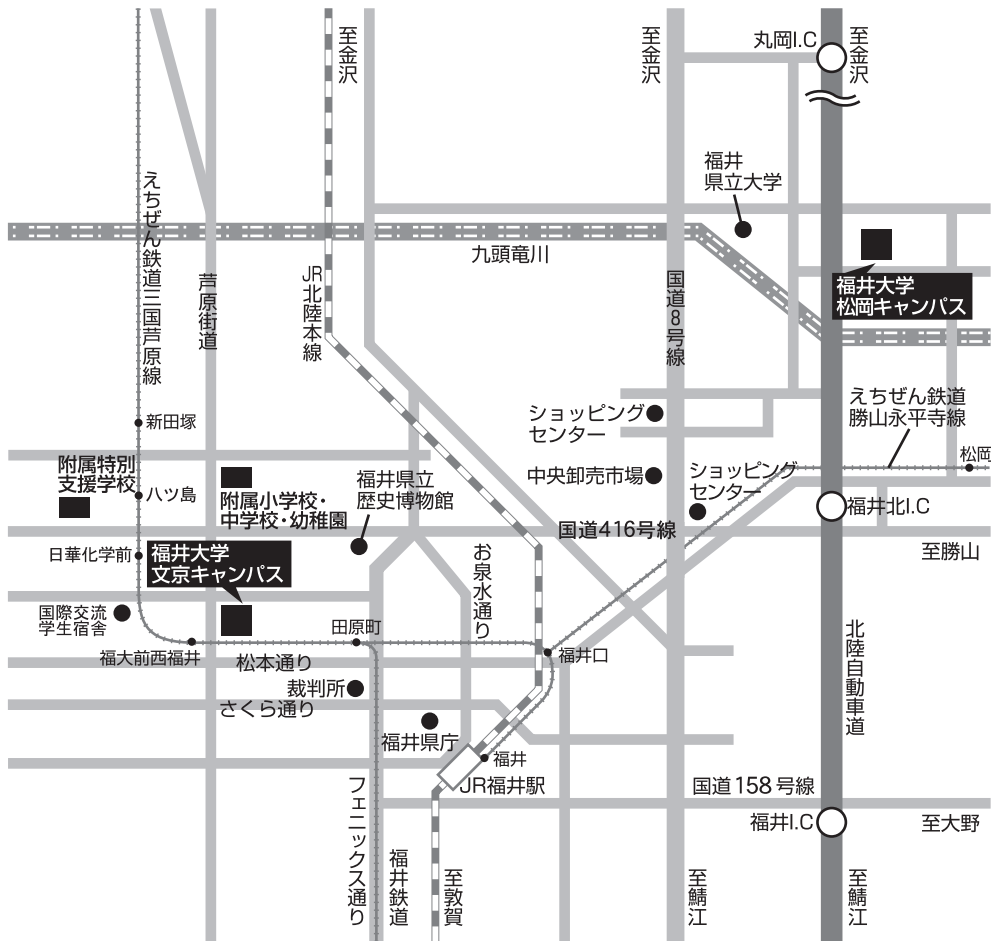 至金沢
至金沢
丸岡I.C
至金沢
福井
県立大学
えちぜん鉄道三国芦原線
芦原街道
JR北陸本線
九頭竜川
国道8号線
福井大学
松岡キャンパス
えちぜん鉄道
勝山永平寺線
松岡
ショッピング
センター
新田塚
附属特別
支援学校
八ツ島
附属小学校・
中学校・幼稚園
福井県立
歴史博物館
中央卸売市場
ショッピング
センター
福井北I.C
国道416号線
至勝山
日華化学前
福井大学
文京キャンパス
お泉水通り
国際交流
学生宿舎
田原町
福大前西福井
松本通り
福井口
北陸自動車道
裁判所
さくら通り
福井県庁
福井
JR福井駅
国道158号線
福井I.C
至大野
フェニックス通り
福井鉄道
至敦賀
至鯖江
至鯖江